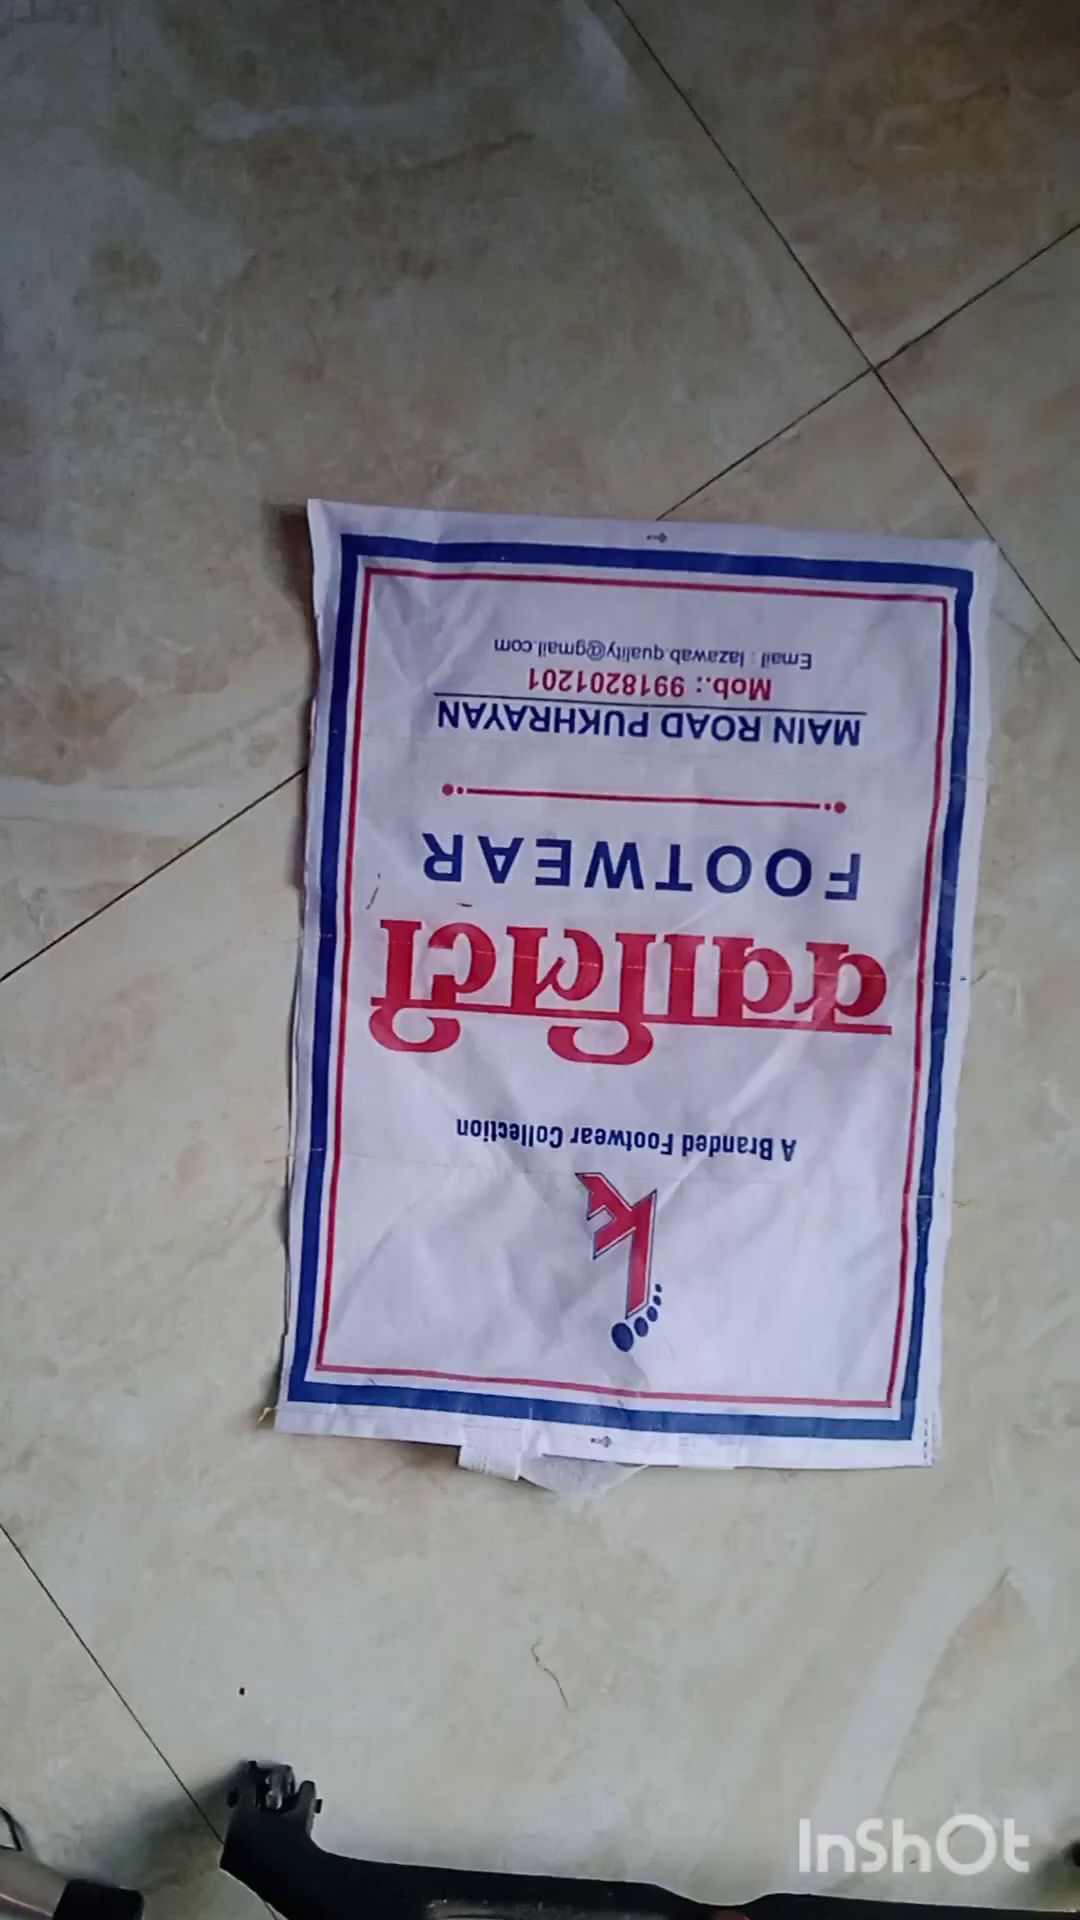 A Branded Footwear Collection
क्वालिटी
FOOTWEAR
MAIN ROAD PUKHRAYAN
Mob.: 9918201201
Email : lazawab.quality@gmail.com
InShOt